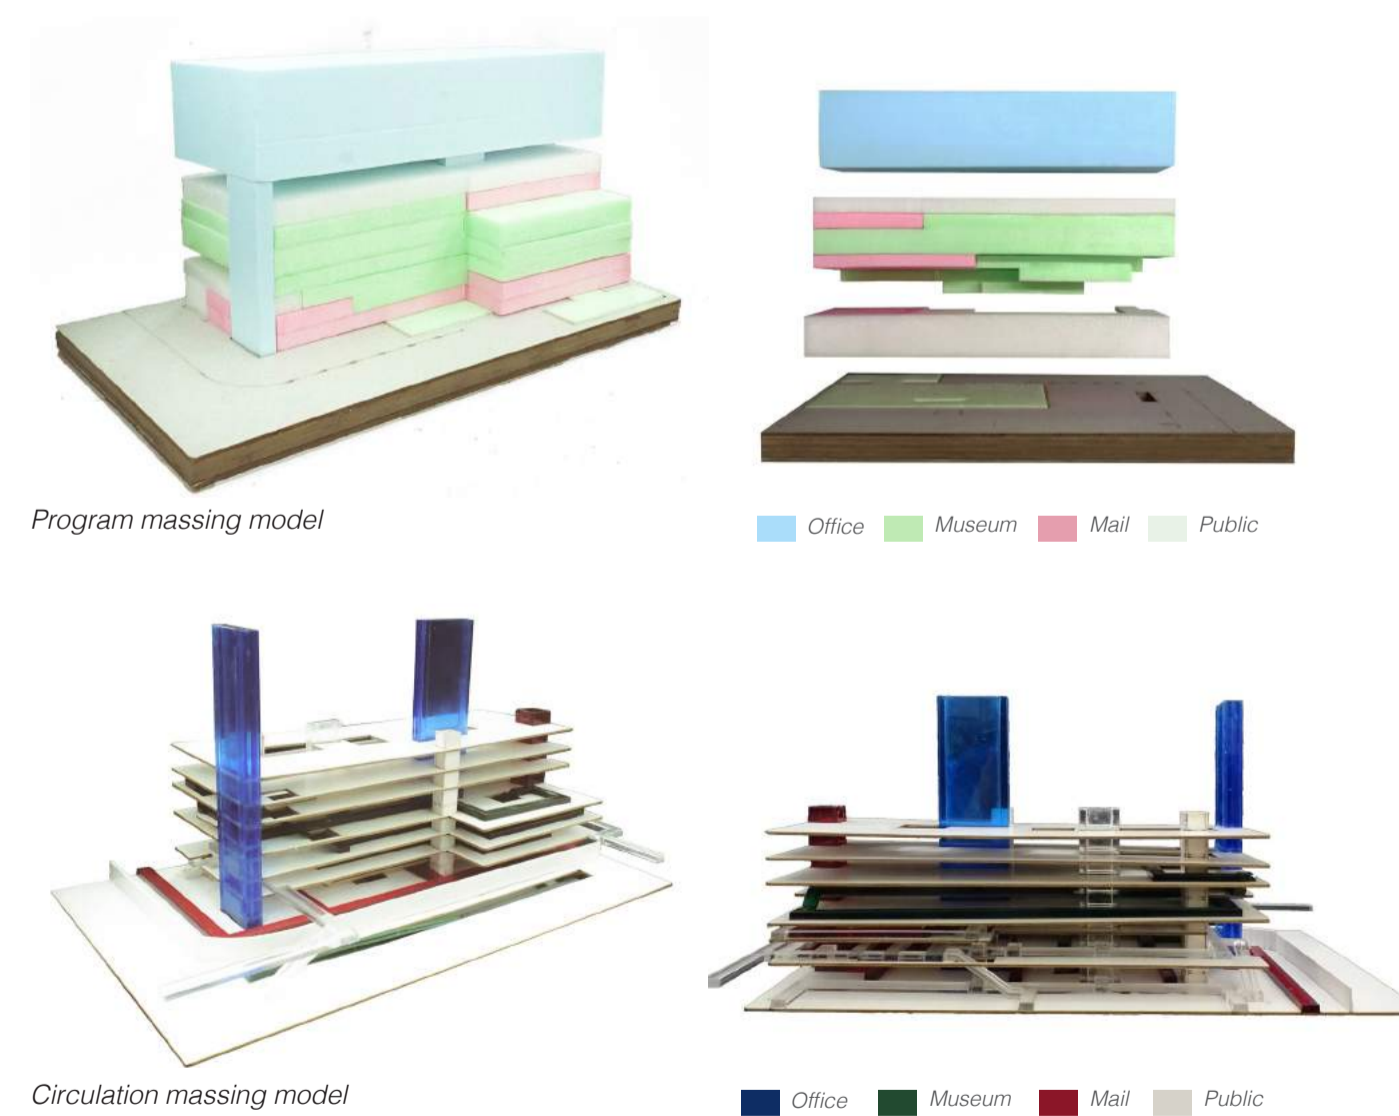 Program massing model
Office Museum Mail Public
Circulation massing model
Office Museum Mail Public